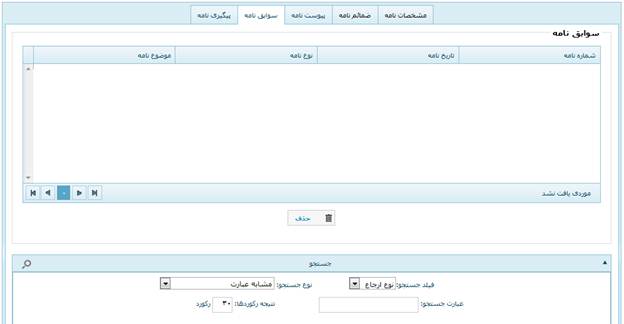 مشخصات نامه ضمائم نامه پیوست نامه سوابق نامه پیگیری نامه
سوابق نامه
شماره نامه تاریخ نامه نوع نامه موضوع نامه
موردی یافت نشد
حذف
جستجو
فیلد جستجو: نوع ارجاع نوع جستجو: مشابه عبارت
عبارت جستجو: نتیجه رکوردها: ۳۰ رکورد